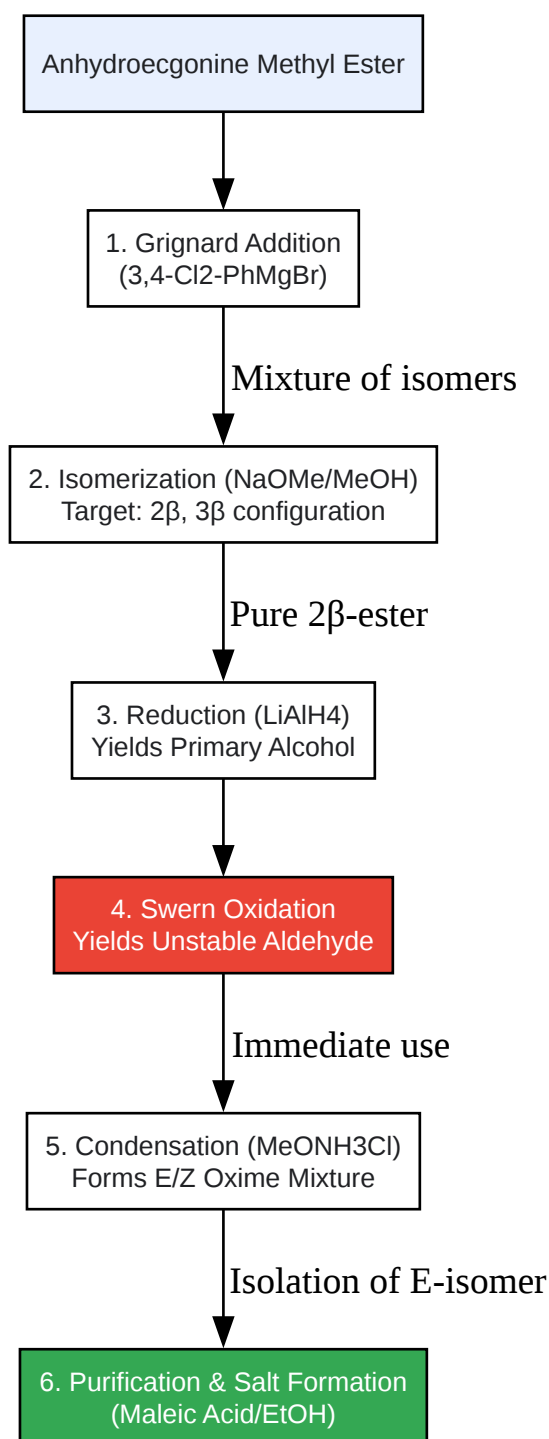 Anhydroecgonine Methyl Ester
1. Grignard Addition
(3,4-Cl2-PhMgBr)
Mixture of isomers
2. Isomerization (NaOMe/MeOH)
Target: 2β, 3β configuration
Pure 2β-ester
3. Reduction (LiAlH4)
Yields Primary Alcohol
4. Swern Oxidation
Yields Unstable Aldehyde
Immediate use
5. Condensation (MeONH3Cl)
Forms E/Z Oxime Mixture
Isolation of E-isomer
6. Purification & Salt Formation
(Maleic Acid/EtOH)